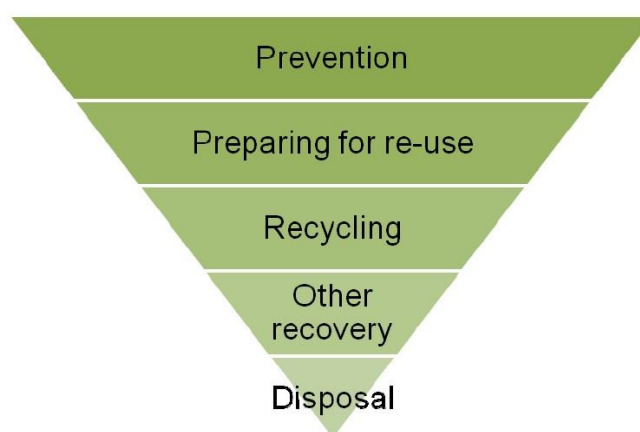 Prevention
Preparing for re-use
Recycling
Other
recovery
Disposal